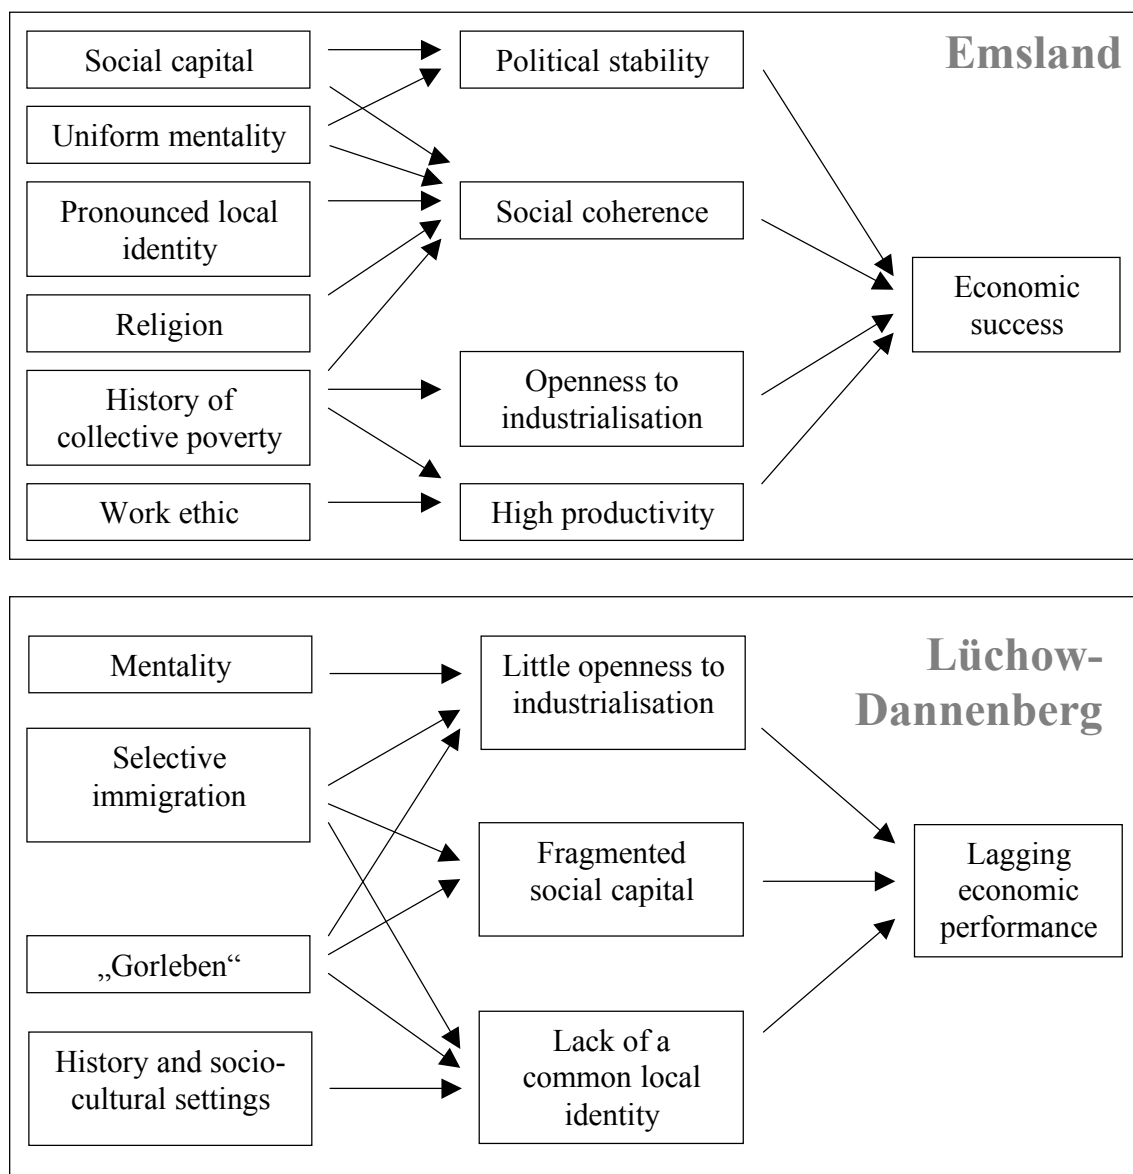 Emsland
Social capital
Uniform mentality
Pronounced local
identity
Religion
History of
collective poverty
Work ethic
Political stability
Social coherence
Openness to
industrialisation
High productivity
Economic
success
Lüchow-
Dannenberg
Mentality
Selective
immigration
„Gorleben“
History and socio-
cultural settings
Little openness to
industrialisation
Fragmented
social capital
Lack of a
common local
identity
Lagging
economic
performance